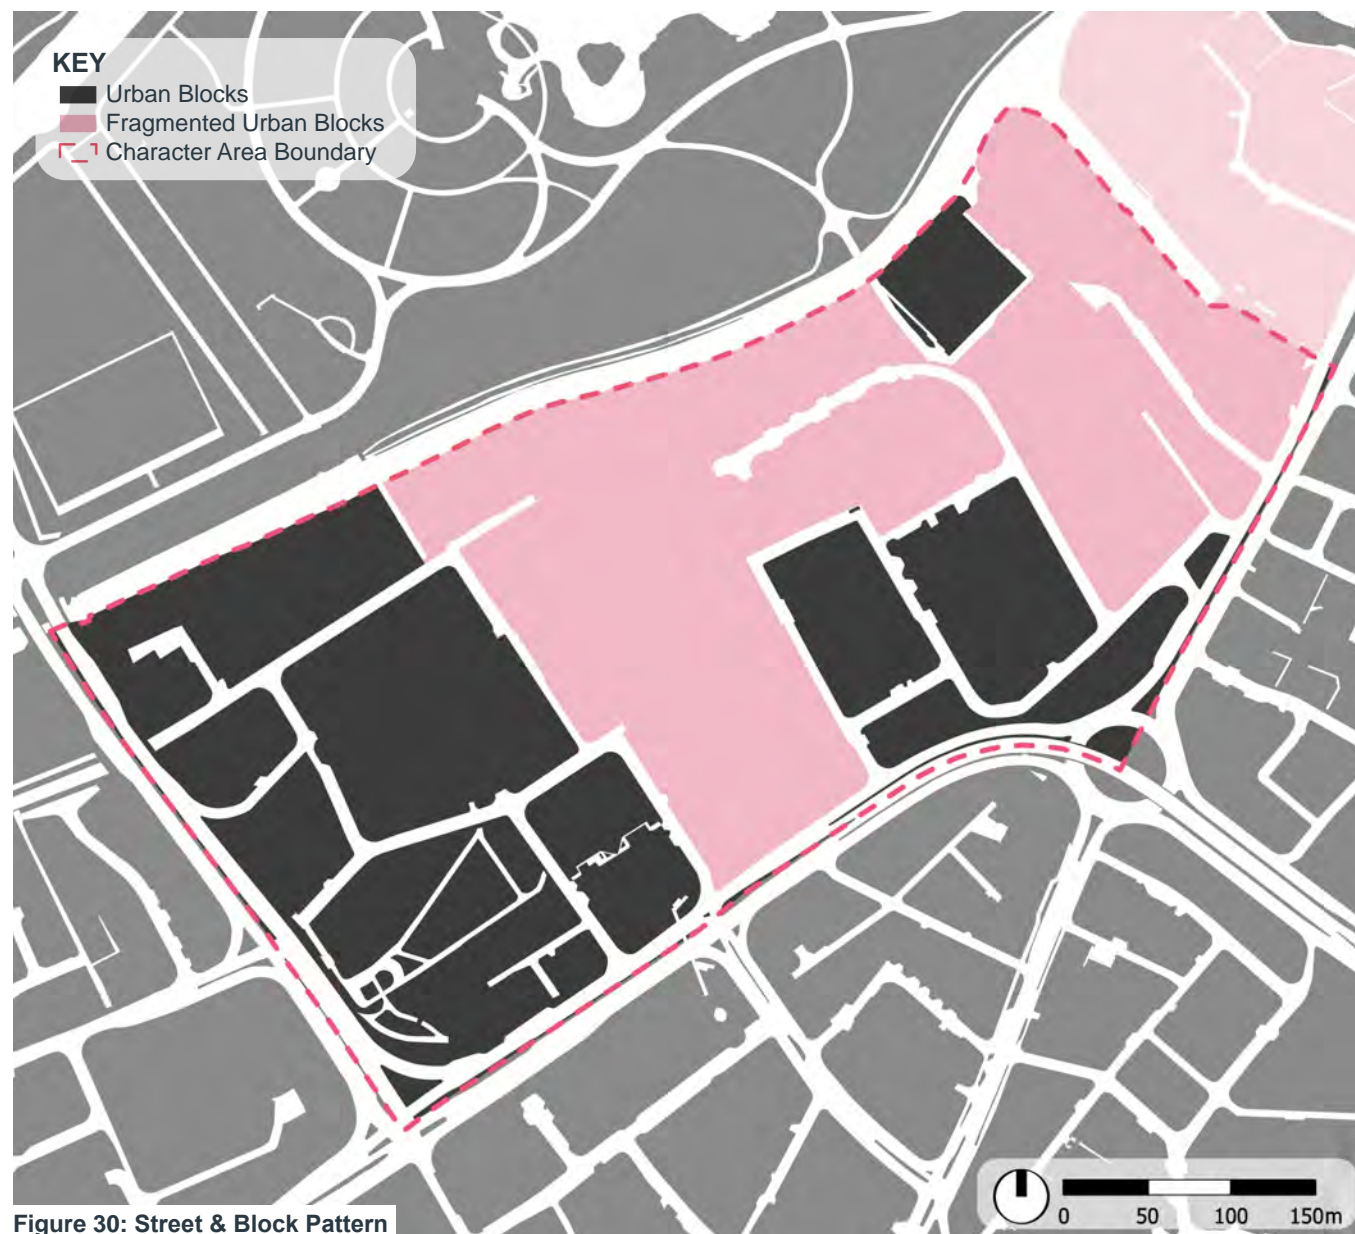 KEY
Urban Blocks
Fragmented Urban Blocks
Character Area Boundary
0 50 100 150m
Figure 30: Street & Block Pattern